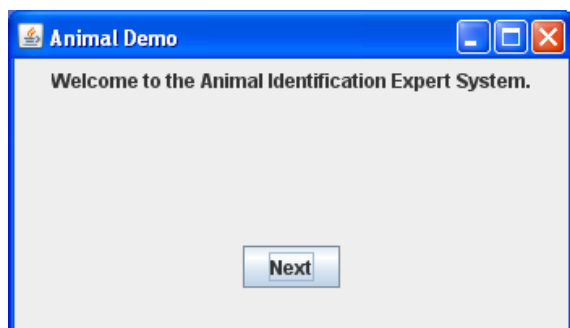 Animal Demo
Welcome to the Animal Identification Expert System.
Next